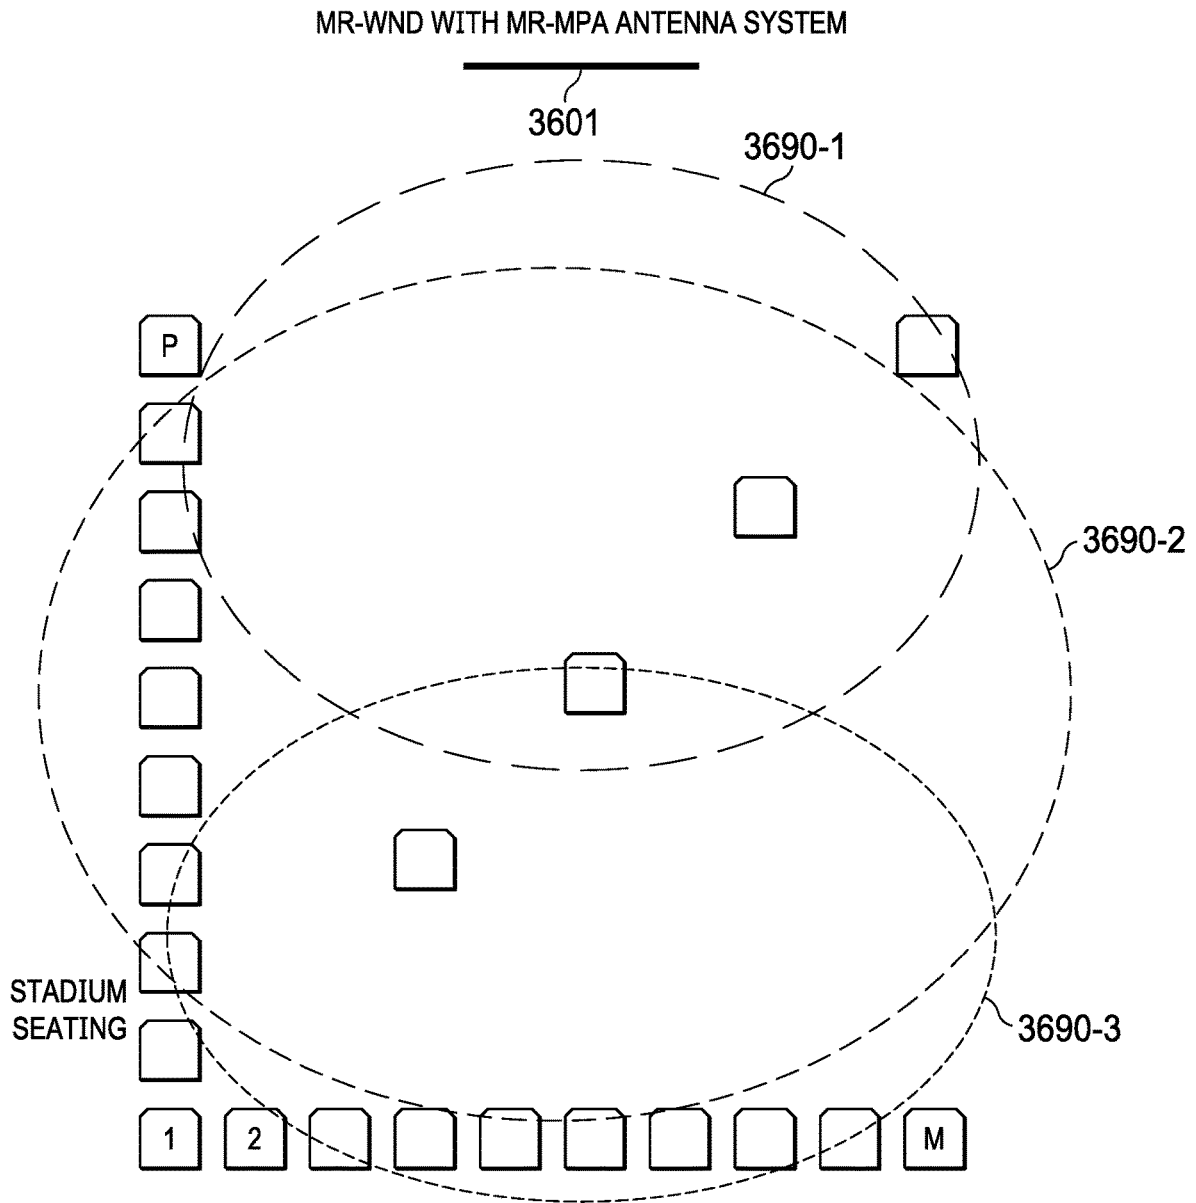 MR-WND WITH MR-MPA ANTENNA SYSTEM
3601
3690-1
P
3690-2
STADIUM
SEATING
3690-3
1 2 M